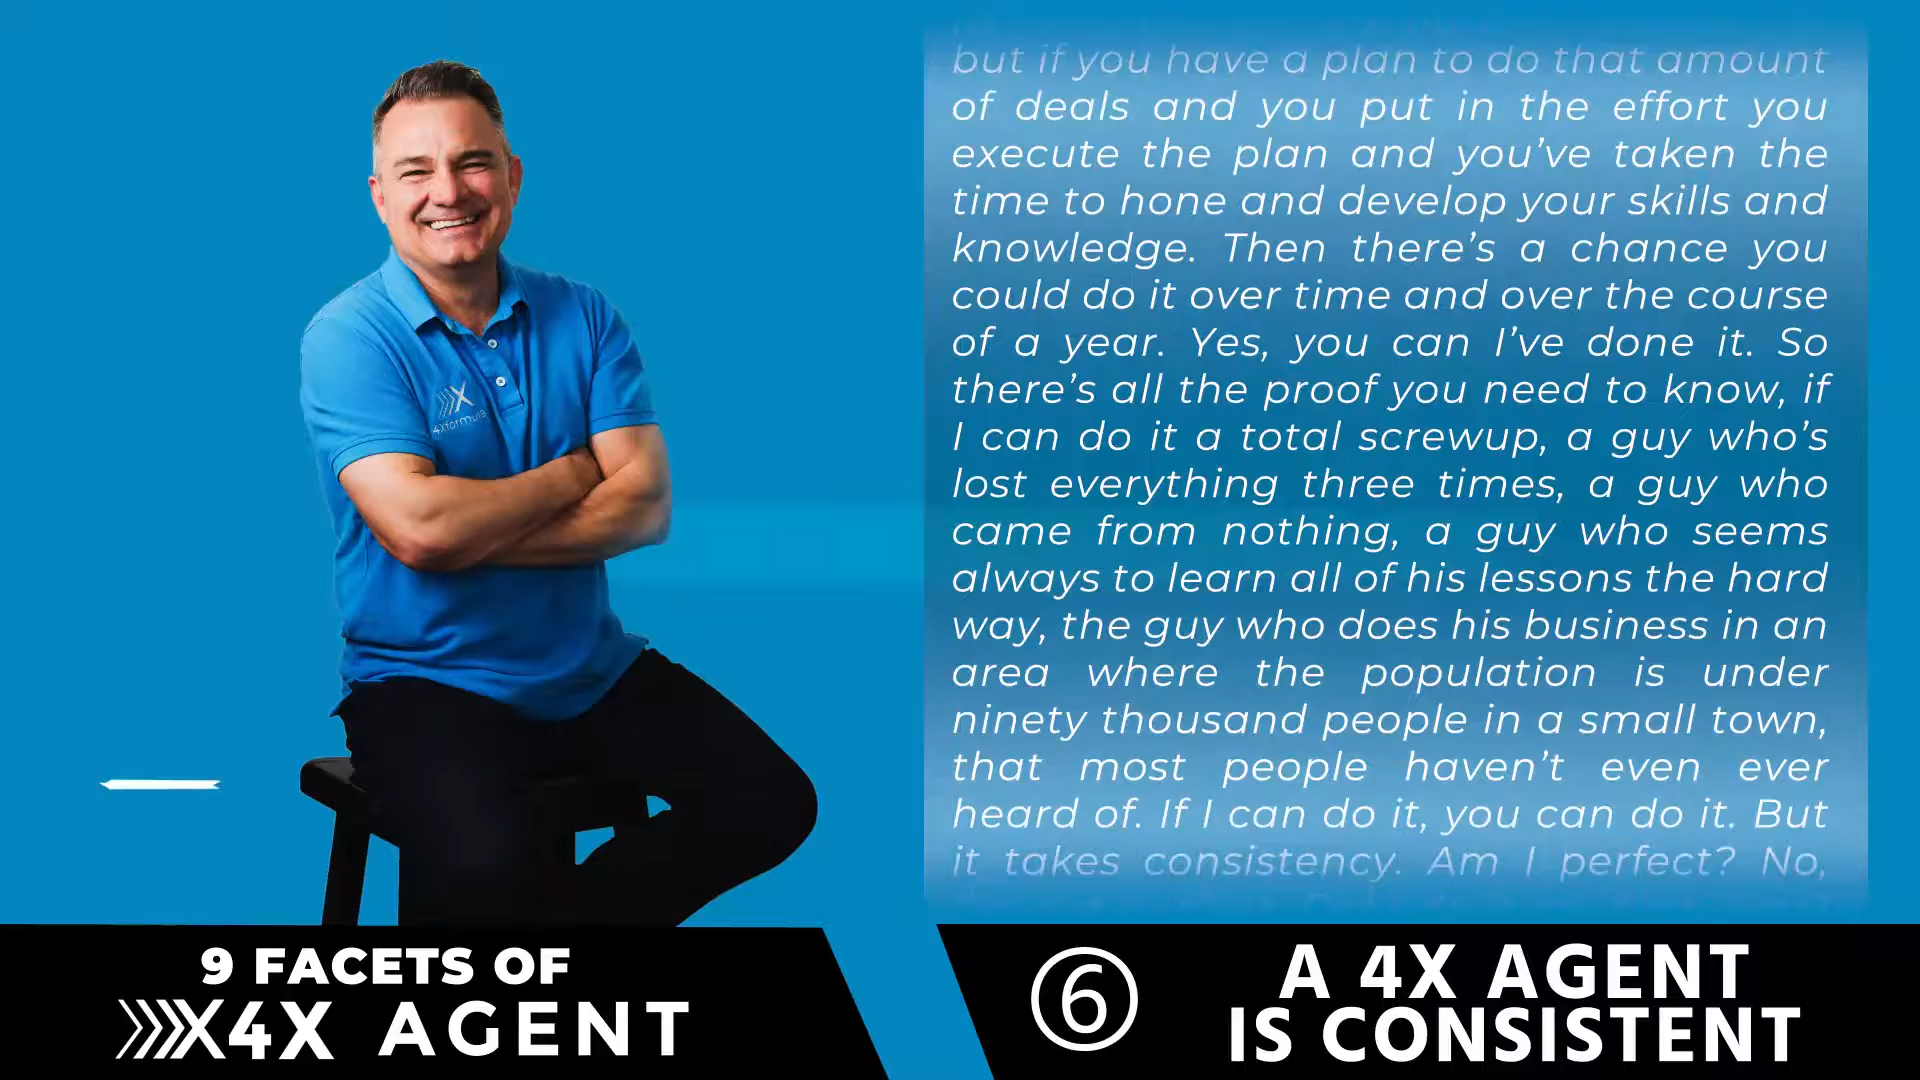 but if you have a plan to do that amount
of deals and you put in the effort you
execute the plan and you've taken the
time to hone and develop your skills and
knowledge. Then there's a chance you
could do it over time and over the course
of a year. Yes, you can I've done it. So
there's all the proof you need to know, if
I can do it a total screwup, a guy who's
lost everything three times, a guy who
came from nothing, a guy who seems
always to learn all of his lessons the hard
way, the guy who does his business in an
area where the population is under
ninety thousand people in a small town,
that most people haven't even ever
heard of. If I can do it, you can do it. But
it takes consistency. Am I perfect? No,
X
4xformula
9 FACETS OF
X4X AGENT
6
A 4X AGENT
IS CONSISTENT